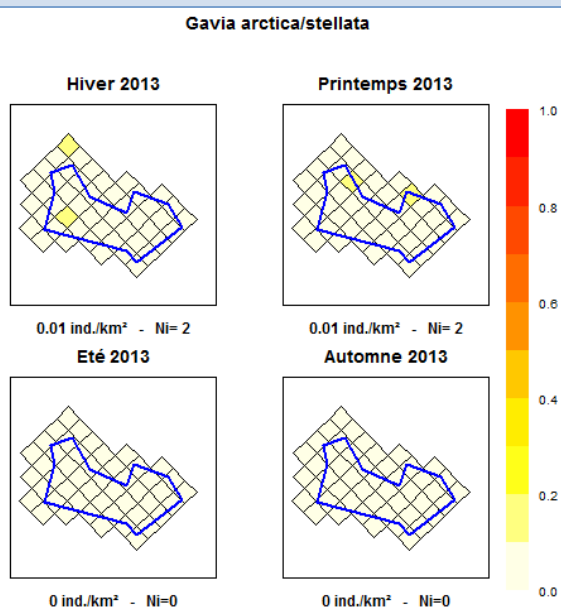 Gavia arctica/stellata
Hiver 2013
Printemps 2013
0.01 ind./km² - Ni= 2
0.01 ind./km² - Ni= 2
Eté 2013
Automne 2013
0 ind./km² - Ni=0
0 ind./km² - Ni=0
1.0
0.8
0.6
0.4
0.2
0.0